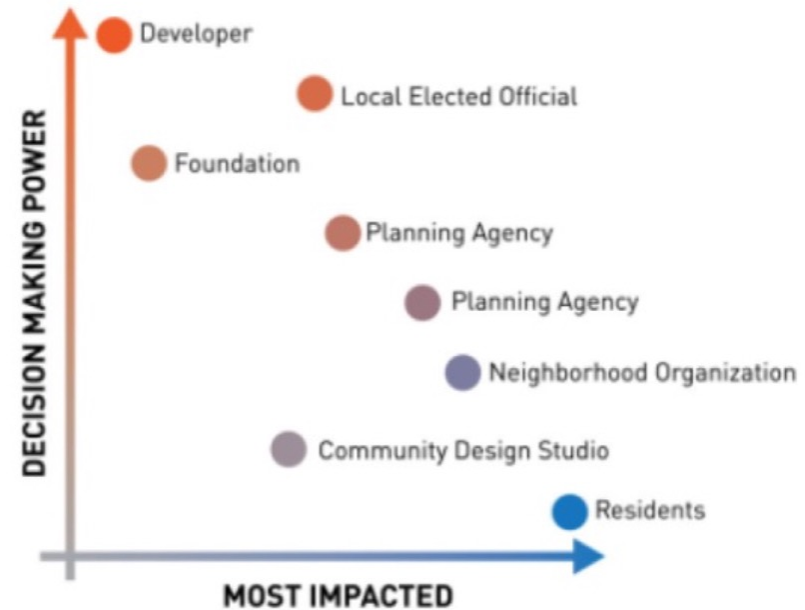 Developer
Local Elected Official
Foundation
Planning Agency
Planning Agency
Neighborhood Organization
Community Design Studio
Residents
DECISION MAKING POWER
MOST IMPACTED